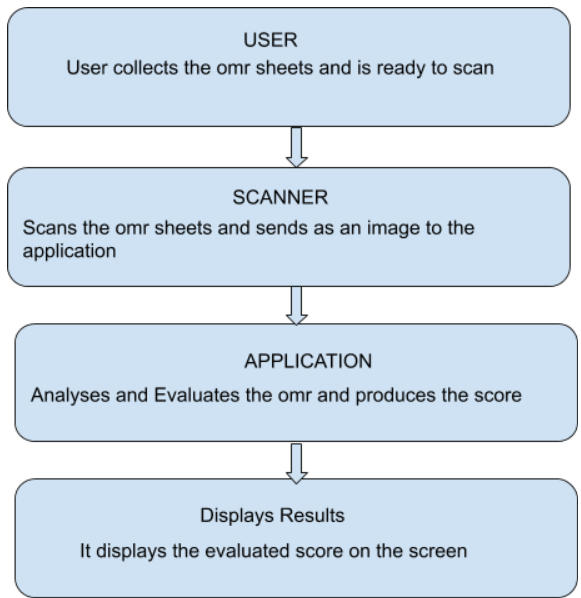 USER
User collects the omr sheets and is ready to scan
SCANNER
Scans the omr sheets and sends as an image to the
application
APPLICATION
Analyses and Evaluates the omr and produces the score
Displays Results
It displays the evaluated score on the screen